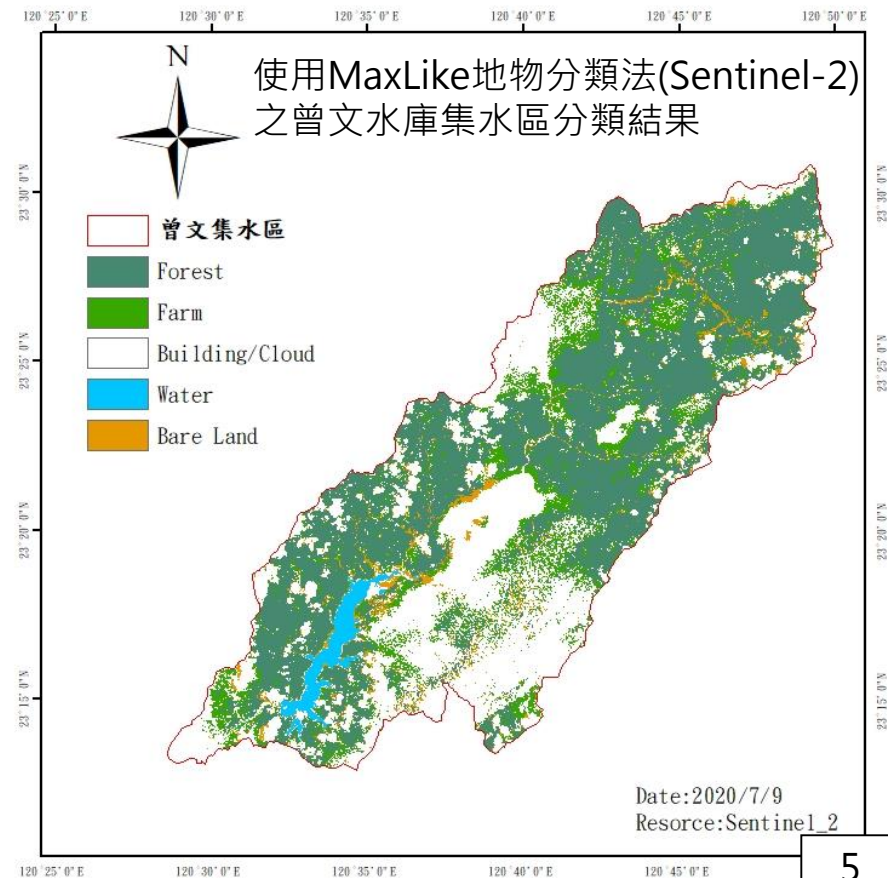 120°25'0"E 120°30'0"E 120°35'0"E 120°40'0"E 120°45'0"E 120°50'0"E
N
使用MaxLike地物分類法(Sentinel-2)
之曾文水庫集水區分類結果
23°30'0"N
23°30'0"N
曾文集水區
Forest
Farm
Building/Cloud
Water
Bare Land
23°25'0"N
23°25'0"N
23°20'0"N
23°20'0"N
23°15'0"N
23°15'0"N
Date:2020/7/9
Resorce:Sentinel_2
120°25'0"E 120°30'0"E 120°35'0"E 120°40'0"E 120°45'0"E
5